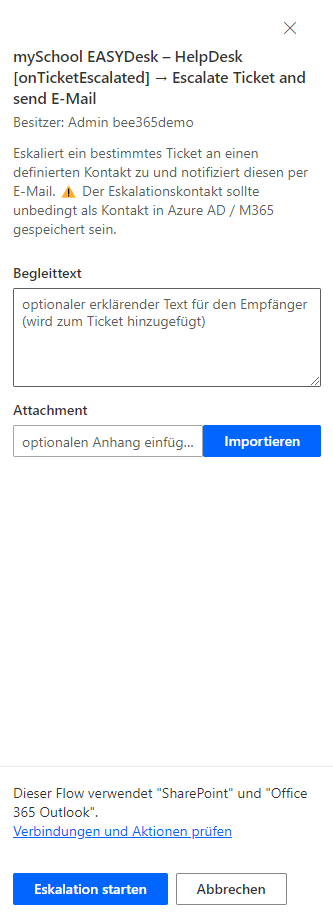 mySchool EASYDesk – HelpDesk
[onTicketEscalated] → Escalate Ticket and
send E-Mail
Besitzer: Admin bee365demo
Eskaliert ein bestimmtes Ticket an einen
definierten Kontakt zu und notifiziert diesen per
E-Mail. ⚠️ Der Eskalationskontakt sollte
unbedingt als Kontakt in Azure AD / M365
gespeichert sein.
Begleittext
optionaler erklärender Text für den Empfänger
(wird zum Ticket hinzugefügt)
Attachment
optionalen Anhang einfüg... Importieren
Dieser Flow verwendet "SharePoint" und "Office
365 Outlook".
Verbindungen und Aktionen prüfen
Eskalation starten Abbrechen